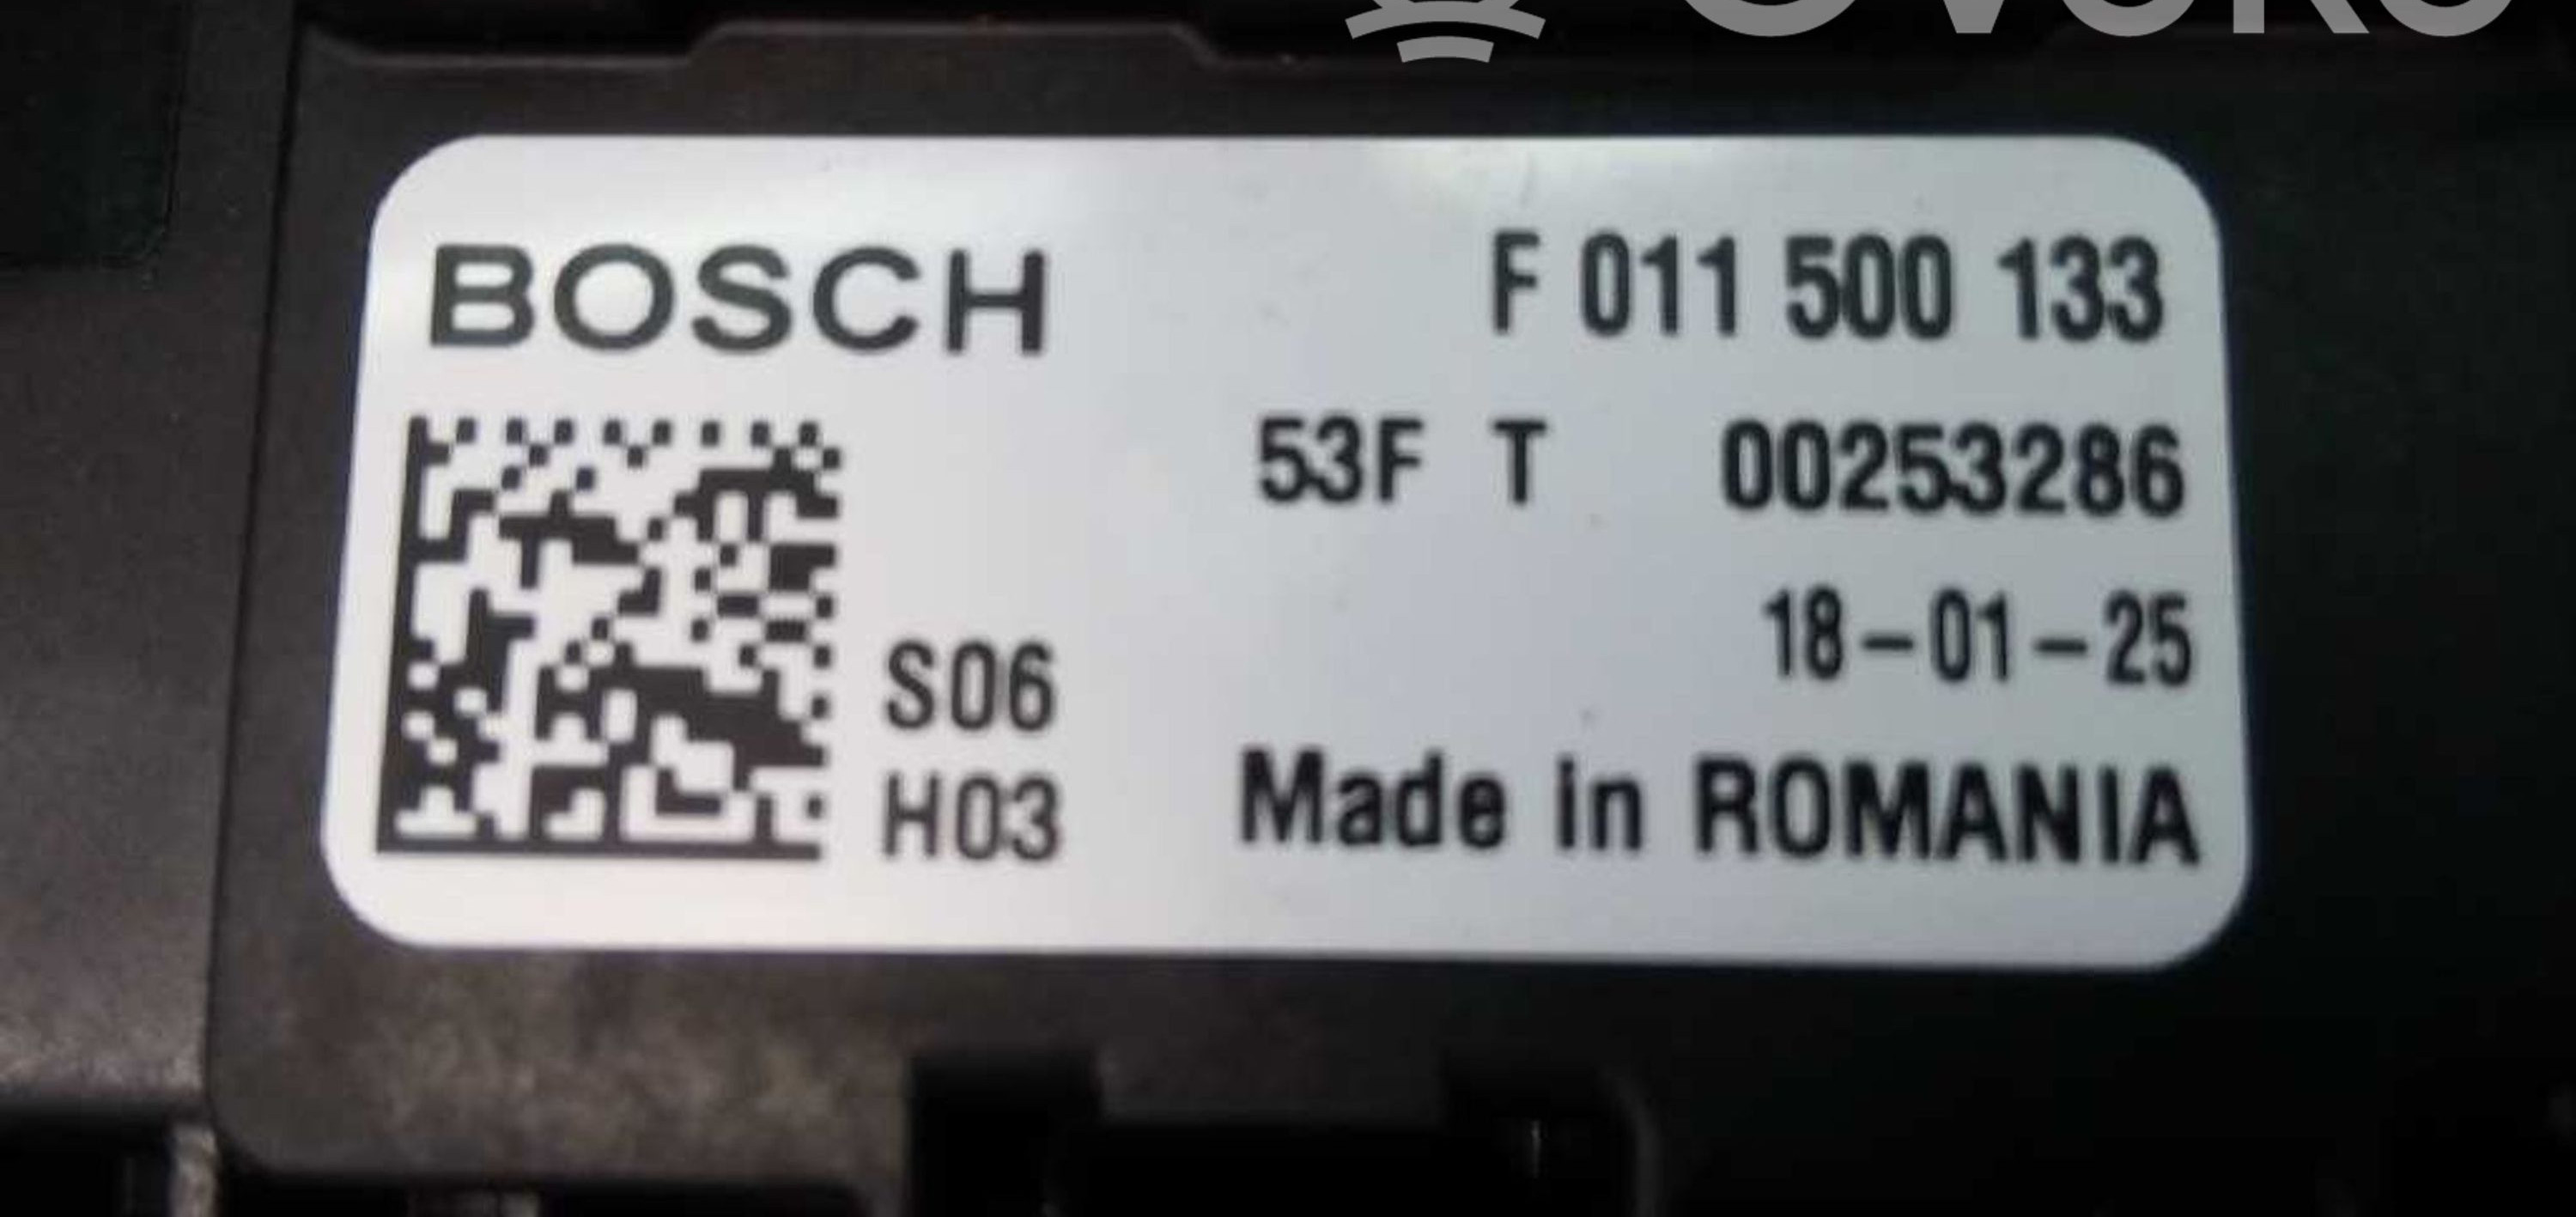 BOSCH F 011 500 133
53F T 00253286
18-01-25
S06
H03 Made in ROMANIA